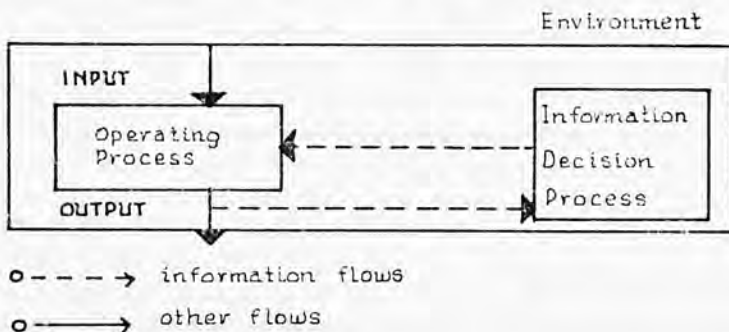 Environment
INPUT
Operating
Process
Information
Decision
Process
OUTPUT
information flows
other flows